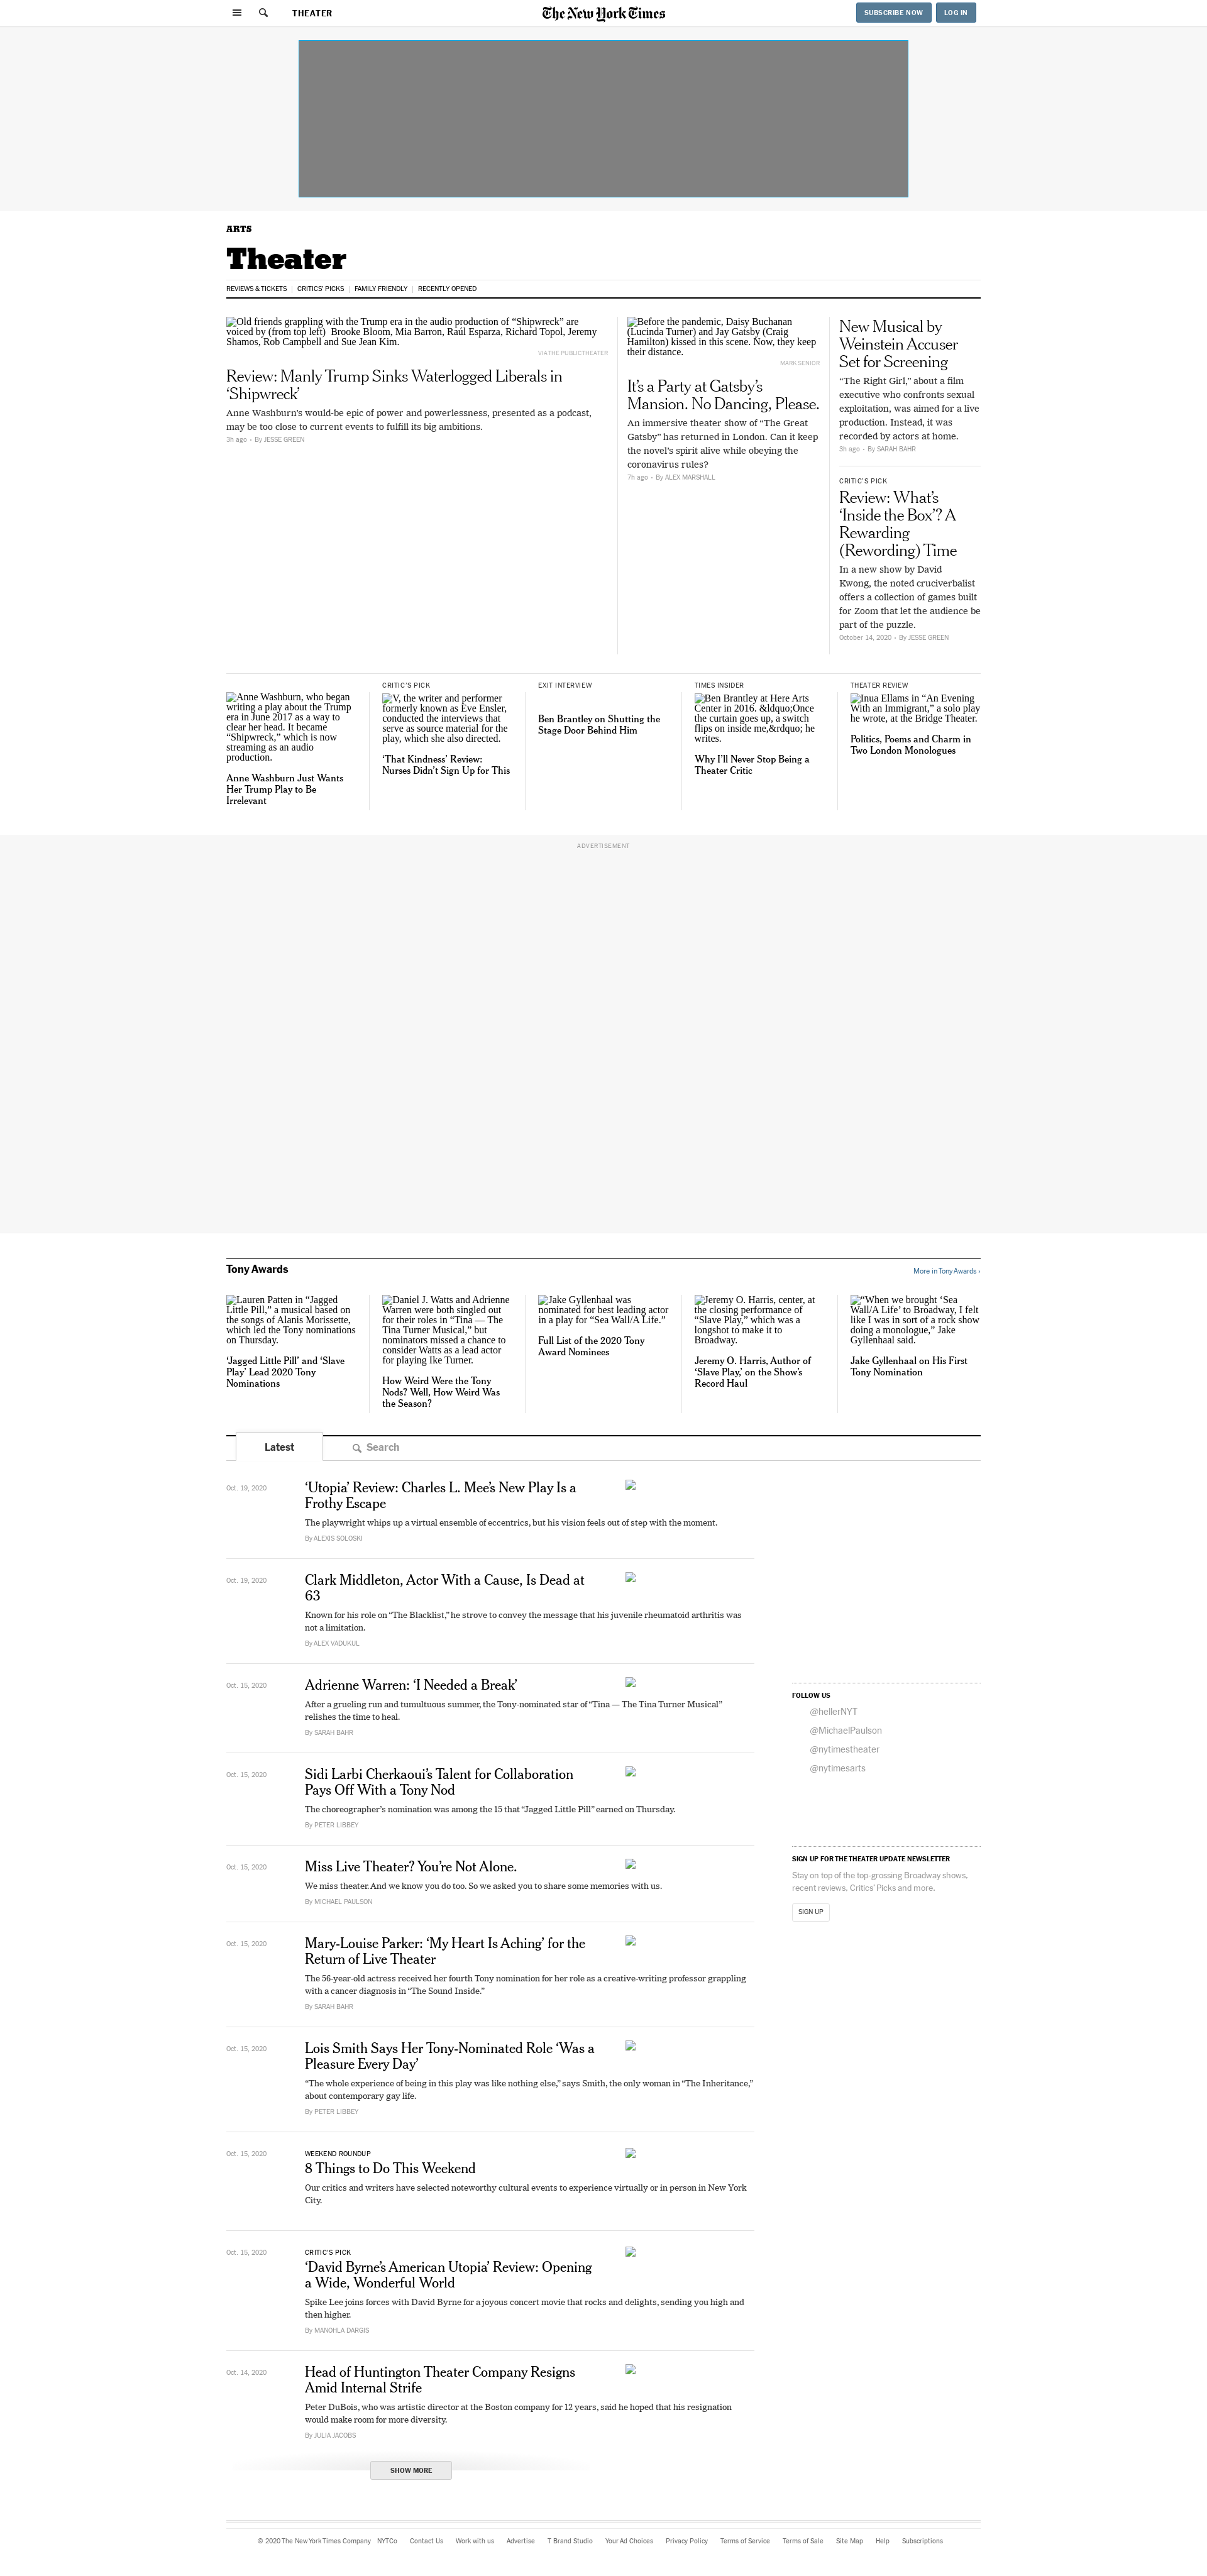 THEATER
The New York Times
SUBSCRIBE NOW
LOG IN
ARTS
Theater
REVIEWS & TICKETS
CRITICS' PICKS
FAMILY FRIENDLY
RECENTLY OPENED
Old friends grappling with the Trump era in the audio production of “Shipwreck” are
voiced by (from top left) Brooke Bloom, Mia Barron, Raúl Esparza, Richard Topol, Jeremy
Shamos, Rob Campbell and Sue Jean Kim.
VIA THE PUBLICTHEATER
Review: Manly Trump Sinks Waterlogged Liberals in
‘Shipwreck’
Anne Washburn’s would-be epic of power and powerlessness, presented as a podcast,
may be too close to current events to fulfill its big ambitions.
3h ago • By JESSE GREEN
Before the pandemic, Daisy Buchanan
(Lucinda Turner) and Jay Gatsby (Craig
Hamilton) kissed in this scene. Now, they keep
their distance.
MARK SENIOR
It’s a Party at Gatsby’s
Mansion. No Dancing, Please.
An immersive theater show of “The Great
Gatsby” has returned in London. Can it keep
the novel’s spirit alive while obeying the
coronavirus rules?
7h ago • By ALEX MARSHALL
New Musical by
Weinstein Accuser
Set for Screening
“The Right Girl,” about a film
executive who confronts sexual
exploitation, was aimed for a live
production. Instead, it was
recorded by actors at home.
3h ago • By SARAH BAHR
CRITIC’S PICK
Review: What’s
‘Inside the Box’? A
Rewarding
(Rewording) Time
In a new show by David
Kwong, the noted cruciverbalist
offers a collection of games built
for Zoom that let the audience be
part of the puzzle.
October 14, 2020 • By JESSE GREEN
Anne Washburn, who began
writing a play about the Trump
era in June 2017 as a way to
clear her head. It became
“Shipwreck,” which is now
streaming as an audio
production.
Anne Washburn Just Wants
Her Trump Play to Be
Irrelevant
CRITIC’S PICK
V, the writer and performer
formerly known as Eve Ensler,
conducted the interviews that
serve as source material for the
play, which she also directed.
‘That Kindness’ Review:
Nurses Didn’t Sign Up for This
EXIT INTERVIEW
Ben Brantley on Shutting the
Stage Door Behind Him
TIMES INSIDER
Ben Brantley at Here Arts
Center in 2016. &ldquo;Once
the curtain goes up, a switch
flips on inside me,&rdquo; he
writes.
Why I’ll Never Stop Being a
Theater Critic
THEATER REVIEW
Inua Ellams in “An Evening
With an Immigrant,” a solo play
he wrote, at the Bridge Theater.
Politics, Poems and Charm in
Two London Monologues
ADVERTISEMENT
Tony Awards
More in Tony Awards ›
Lauren Patten in “Jagged
Little Pill,” a musical based on
the songs of Alanis Morissette,
which led the Tony nominations
on Thursday.
‘Jagged Little Pill’ and ‘Slave
Play’ Lead 2020 Tony
Nominations
Daniel J. Watts and Adrienne
Warren were both singled out
for their roles in “Tina — The
Tina Turner Musical,” but
nominators missed a chance to
consider Watts as a lead actor
for playing Ike Turner.
How Weird Were the Tony
Nods? Well, How Weird Was
the Season?
Jake Gyllenhaal was
nominated for best leading actor
in a play for “Sea Wall/A Life.”
Full List of the 2020 Tony
Award Nominees
Jeremy O. Harris, center, at
the closing performance of
“Slave Play,” which was a
longshot to make it to
Broadway.
Jeremy O. Harris, Author of
‘Slave Play,’ on the Show’s
Record Haul
“When we brought ‘Sea
Wall/A Life’ to Broadway, I felt
like I was in sort of a rock show
doing a monologue,” Jake
Gyllenhaal said.
Jake Gyllenhaal on His First
Tony Nomination
Latest
Search
Oct. 19, 2020
‘Utopia’ Review: Charles L. Mee’s New Play Is a
Frothy Escape
The playwright whips up a virtual ensemble of eccentrics, but his vision feels out of step with the moment.
By ALEXIS SOLOSKI
Oct. 19, 2020
Clark Middleton, Actor With a Cause, Is Dead at
63
Known for his role on “The Blacklist,” he strove to convey the message that his juvenile rheumatoid arthritis was
not a limitation.
By ALEX VADUKUL
Oct. 15, 2020
Adrienne Warren: ‘I Needed a Break’
After a grueling run and tumultuous summer, the Tony-nominated star of “Tina — The Tina Turner Musical”
relishes the time to heal.
By SARAH BAHR
Oct. 15, 2020
Sidi Larbi Cherkaoui’s Talent for Collaboration
Pays Off With a Tony Nod
The choreographer’s nomination was among the 15 that “Jagged Little Pill” earned on Thursday.
By PETER LIBBEY
Oct. 15, 2020
Miss Live Theater? You’re Not Alone.
We miss theater. And we know you do too. So we asked you to share some memories with us.
By MICHAEL PAULSON
Oct. 15, 2020
Mary-Louise Parker: ‘My Heart Is Aching’ for the
Return of Live Theater
The 56-year-old actress received her fourth Tony nomination for her role as a creative-writing professor grappling
with a cancer diagnosis in “The Sound Inside.”
By SARAH BAHR
Oct. 15, 2020
Lois Smith Says Her Tony-Nominated Role ‘Was a
Pleasure Every Day’
“The whole experience of being in this play was like nothing else,” says Smith, the only woman in “The Inheritance,”
about contemporary gay life.
By PETER LIBBEY
Oct. 15, 2020
WEEKEND ROUNDUP
8 Things to Do This Weekend
Our critics and writers have selected noteworthy cultural events to experience virtually or in person in New York
City.
Oct. 15, 2020
CRITIC’S PICK
‘David Byrne’s American Utopia’ Review: Opening
a Wide, Wonderful World
Spike Lee joins forces with David Byrne for a joyous concert movie that rocks and delights, sending you high and
then higher.
By MANOHLA DARGIS
Oct. 14, 2020
Head of Huntington Theater Company Resigns
Amid Internal Strife
Peter DuBois, who was artistic director at the Boston company for 12 years, said he hoped that his resignation
would make room for more diversity.
By JULIA JACOBS
SHOW MORE
FOLLOW US
@hellerNYT
@MichaelPaulson
@nytimestheater
@nytimesarts
SIGN UP FOR THE THEATER UPDATE NEWSLETTER
Stay on top of the top-grossing Broadway shows,
recent reviews, Critics’ Picks and more.
SIGN UP
© 2020 The New York Times Company
NYTCo
Contact Us
Work with us
Advertise
T Brand Studio
Your Ad Choices
Privacy Policy
Terms of Service
Terms of Sale
Site Map
Help
Subscriptions